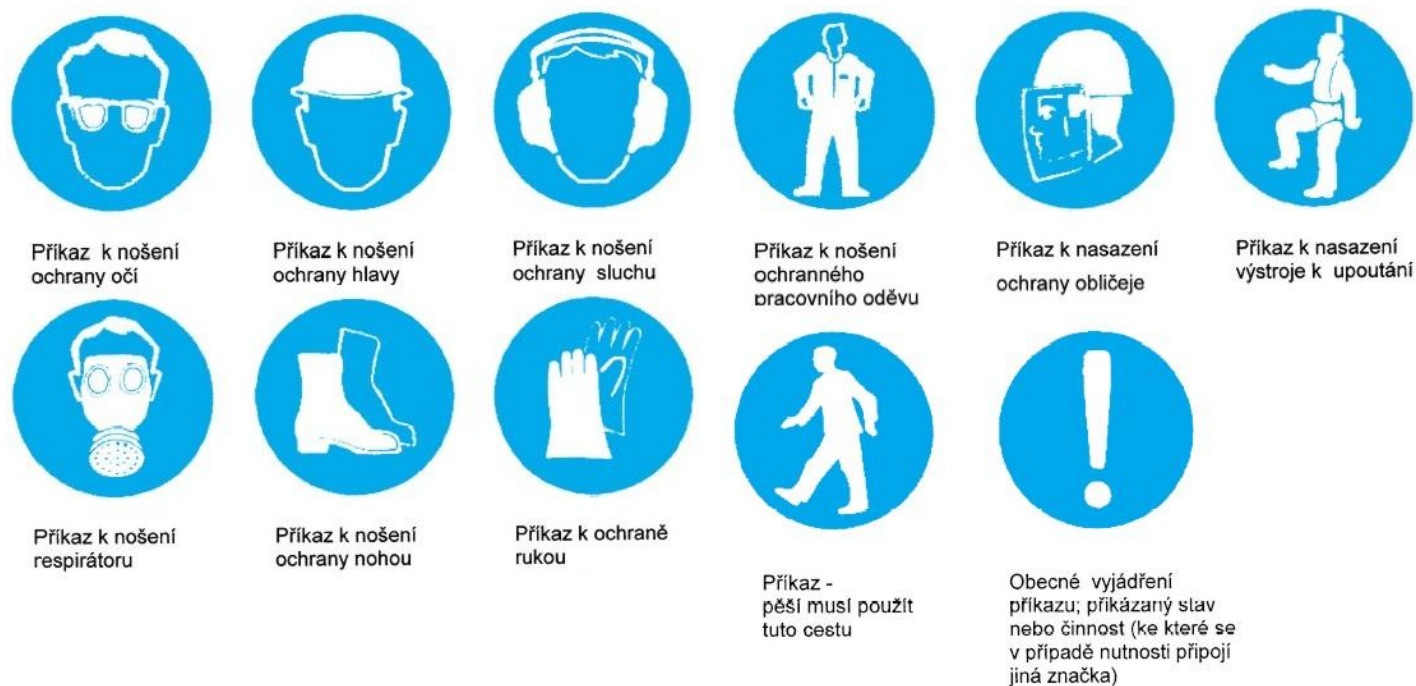 Příkaz k nošení
ochrany očí
Příkaz k nošení
ochrany hlavy
Příkaz k nošení
ochrany sluchu
Příkaz k nošení
ochranného
pracovního oděvu
Příkaz k nasazení
ochrany obličeje
Příkaz k nasazení
výstroje k upoutání
Příkaz k nošení
respirátoru
Příkaz k nošení
ochrany nohou
Příkaz k ochraně
rukou
Příkaz -
pěší musí použít
tuto cestu
Obecné vyjádření
příkazu; přikázaný stav
nebo činnost (ke které se
v případě nutnosti připojí
jiná značka)